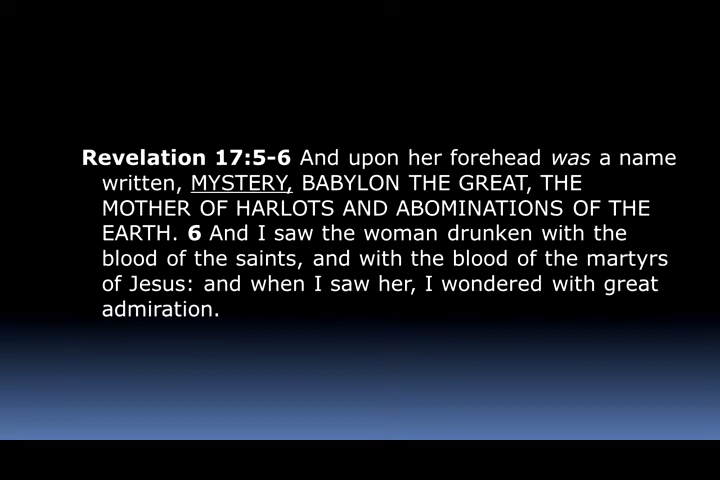 Revelation 17:5-6 And upon her forehead was a name
written, MYSTERY, BABYLON THE GREAT, THE
MOTHER OF HARLOTS AND ABOMINATIONS OF THE
EARTH. 6 And I saw the woman drunken with the
blood of the saints, and with the blood of the martyrs
of Jesus: and when I saw her, I wondered with great
admiration.